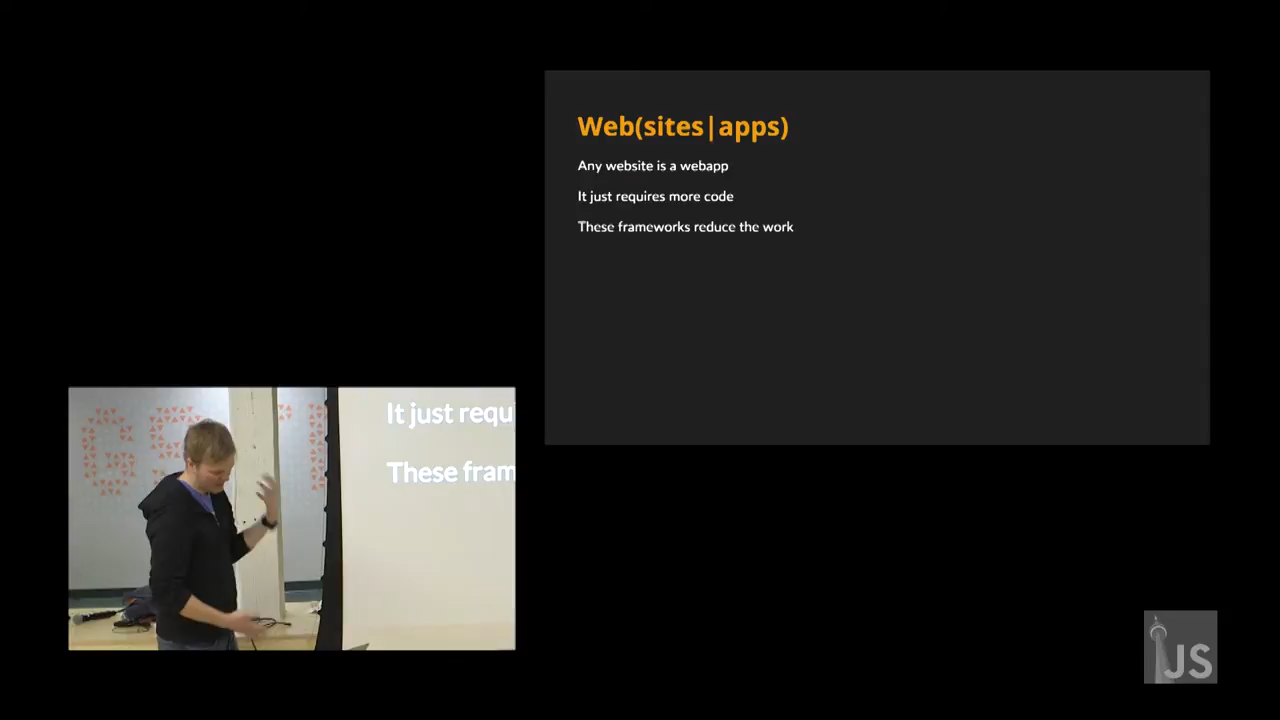 Web(sites|apps)
Any website is a webapp
It just requires more code
These frameworks reduce the work
It just requi
These fram
JS